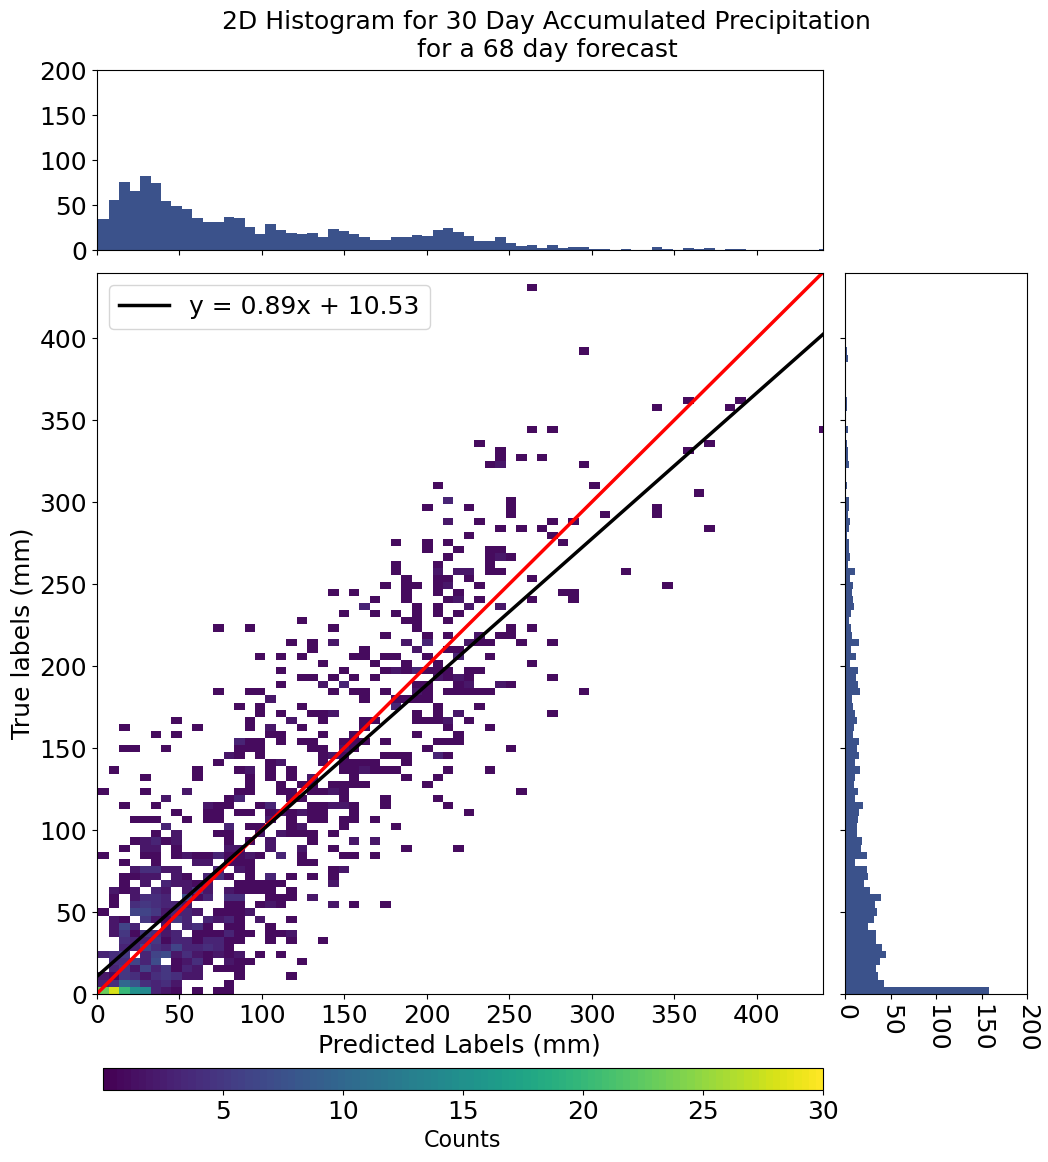 2D Histogram for 30 Day Accumulated Precipitation
for a 68 day forecast
200
150
100
50
0
y = 0.89x + 10.53
400
350
300
250
200
150
100
50
0
True labels (mm)
0 50 100 150 200 250 300 350 400
Predicted Labels (mm)
0 50 100 150 200
5 10 15 20 25 30
Counts